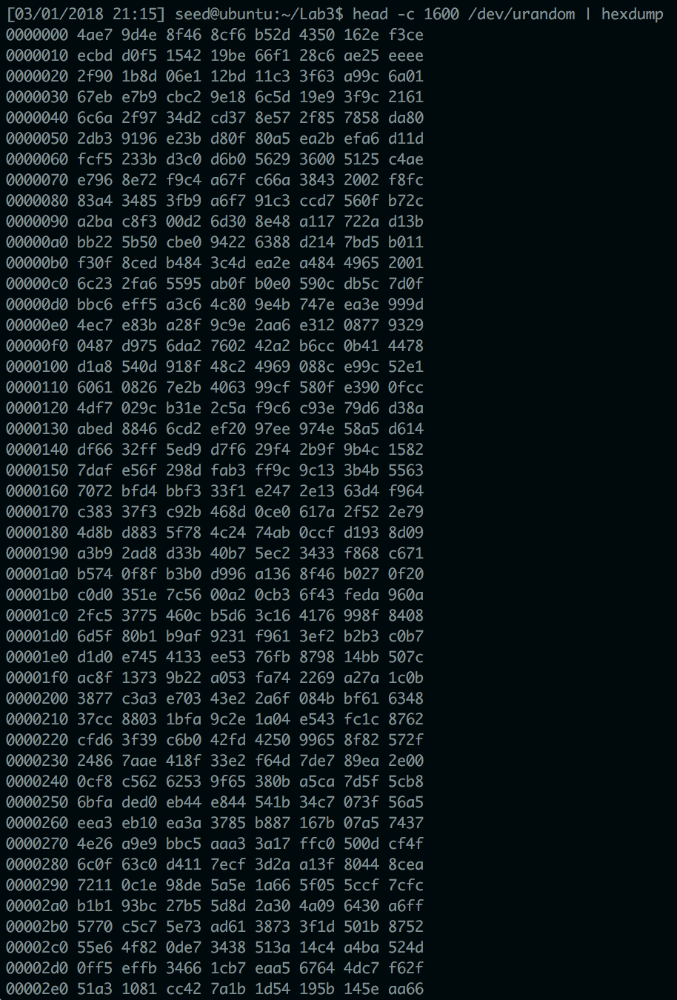 [03/01/2018 21:15] seed@ubuntu:~/Lab3$ head -c 1600 /dev/urandom | hexdump
0000000 4ae7 9d4e 8f46 8cf6 b52d 4350 162e f3ce
0000010 ecbd d0f5 1542 19be 66f1 28c6 ae25 eeee
0000020 2f90 1b8d 06e1 12bd 11c3 3f63 a99c 6a01
0000030 67eb e7b9 cbc2 9e18 6c5d 19e9 3f9c 2161
0000040 6c6a 2f97 34d2 cd37 8e57 2f85 7858 da80
0000050 2db3 9196 e23b d80f 80a5 ea2b efa6 d11d
0000060 fcf5 233b d3c0 d6b0 5629 3600 5125 c4ae
0000070 e796 8e72 f9c4 a67f c66a 3843 2002 f8fc
0000080 83a4 3485 3fb9 a6f7 91c3 ccd7 560f b72c
0000090 a2ba c8f3 00d2 6d30 8e48 a117 722a d13b
00000a0 bb22 5b50 cbe0 9422 6388 d214 7bd5 b011
00000b0 f30f 8ced b484 3c4d ea2e a484 4965 2001
00000c0 6c23 2fa6 5595 ab0f b0e0 590c db5c 7d0f
00000d0 bbc6 eff5 a3c6 4c80 9e4b 747e ea3e 999d
00000e0 4ec7 e83b a28f 9c9e 2aa6 e312 0877 9329
00000f0 0487 d975 6da2 7602 42a2 b6cc 0b41 4478
0000100 d1a8 540d 918f 48c2 4969 088c e99c 52e1
0000110 6061 0826 7e2b 4063 99cf 580f e390 0fcc
0000120 4df7 029c b31e 2c5a f9c6 c93e 79d6 d38a
0000130 abed 8846 6cd2 ef20 97ee 974e 58a5 d614
0000140 df66 32ff 5ed9 d7f6 29f4 2b9f 9b4c 1582
0000150 7daf e56f 298d fab3 ff9c 9c13 3b4b 5563
0000160 7072 bfd4 bbf3 33f1 e247 2e13 63d4 f964
0000170 c383 37f3 c92b 468d 0ce0 617a 2f52 2e79
0000180 4d8b d883 5f78 4c24 74ab 0ccf d193 8d09
0000190 a3b9 2ad8 d33b 40b7 5ec2 3433 f868 c671
00001a0 b574 0f8f b3b0 d996 a136 8f46 b027 0f20
00001b0 c0d0 351e 7c56 00a2 0cb3 6f43 feda 960a
00001c0 2fc5 3775 460c b5d6 3c16 4176 998f 8408
00001d0 6d5f 80b1 b9af 9231 f961 3ef2 b2b3 c0b7
00001e0 d1d0 e745 4133 ee53 76fb 8798 14bb 507c
00001f0 ac8f 1373 9b22 a053 fa74 2269 a27a 1c0b
0000200 3877 c3a3 e703 43e2 2a6f 084b bf61 6348
0000210 37cc 8803 1bfa 9c2e 1a04 e543 fc1c 8762
0000220 cfd6 3f39 c6b0 42fd 4250 9965 8f82 572f
0000230 2486 7aae 418f 33e2 f64d 7de7 89ea 2e00
0000240 0cf8 c562 6253 9f65 380b a5ca 7d5f 5cb8
0000250 6bfa ded0 eb44 e844 541b 34c7 073f 56a5
0000260 eea3 eb10 ea3a 3785 b887 167b 07a5 7437
0000270 4e26 a9e9 bbc5 aaa3 3a17 ffc0 500d cf4f
0000280 6c0f 63c0 d411 7ecf 3d2a a13f 8044 8cea
0000290 7211 0c1e 98de 5a5e 1a66 5f05 5ccf 7cfc
00002a0 b1b1 93bc 27b5 5d8d 2a30 4a09 6430 a6ff
00002b0 5770 c5c7 5e73 ad61 3873 3f1d 501b 8752
00002c0 55e6 4f82 0de7 3438 513a 14c4 a4ba 524d
00002d0 0ff5 effb 3466 1cb7 eaa5 6764 4dc7 f62f
00002e0 51a3 1081 cc42 7a1b 1d54 195b 145e aa66